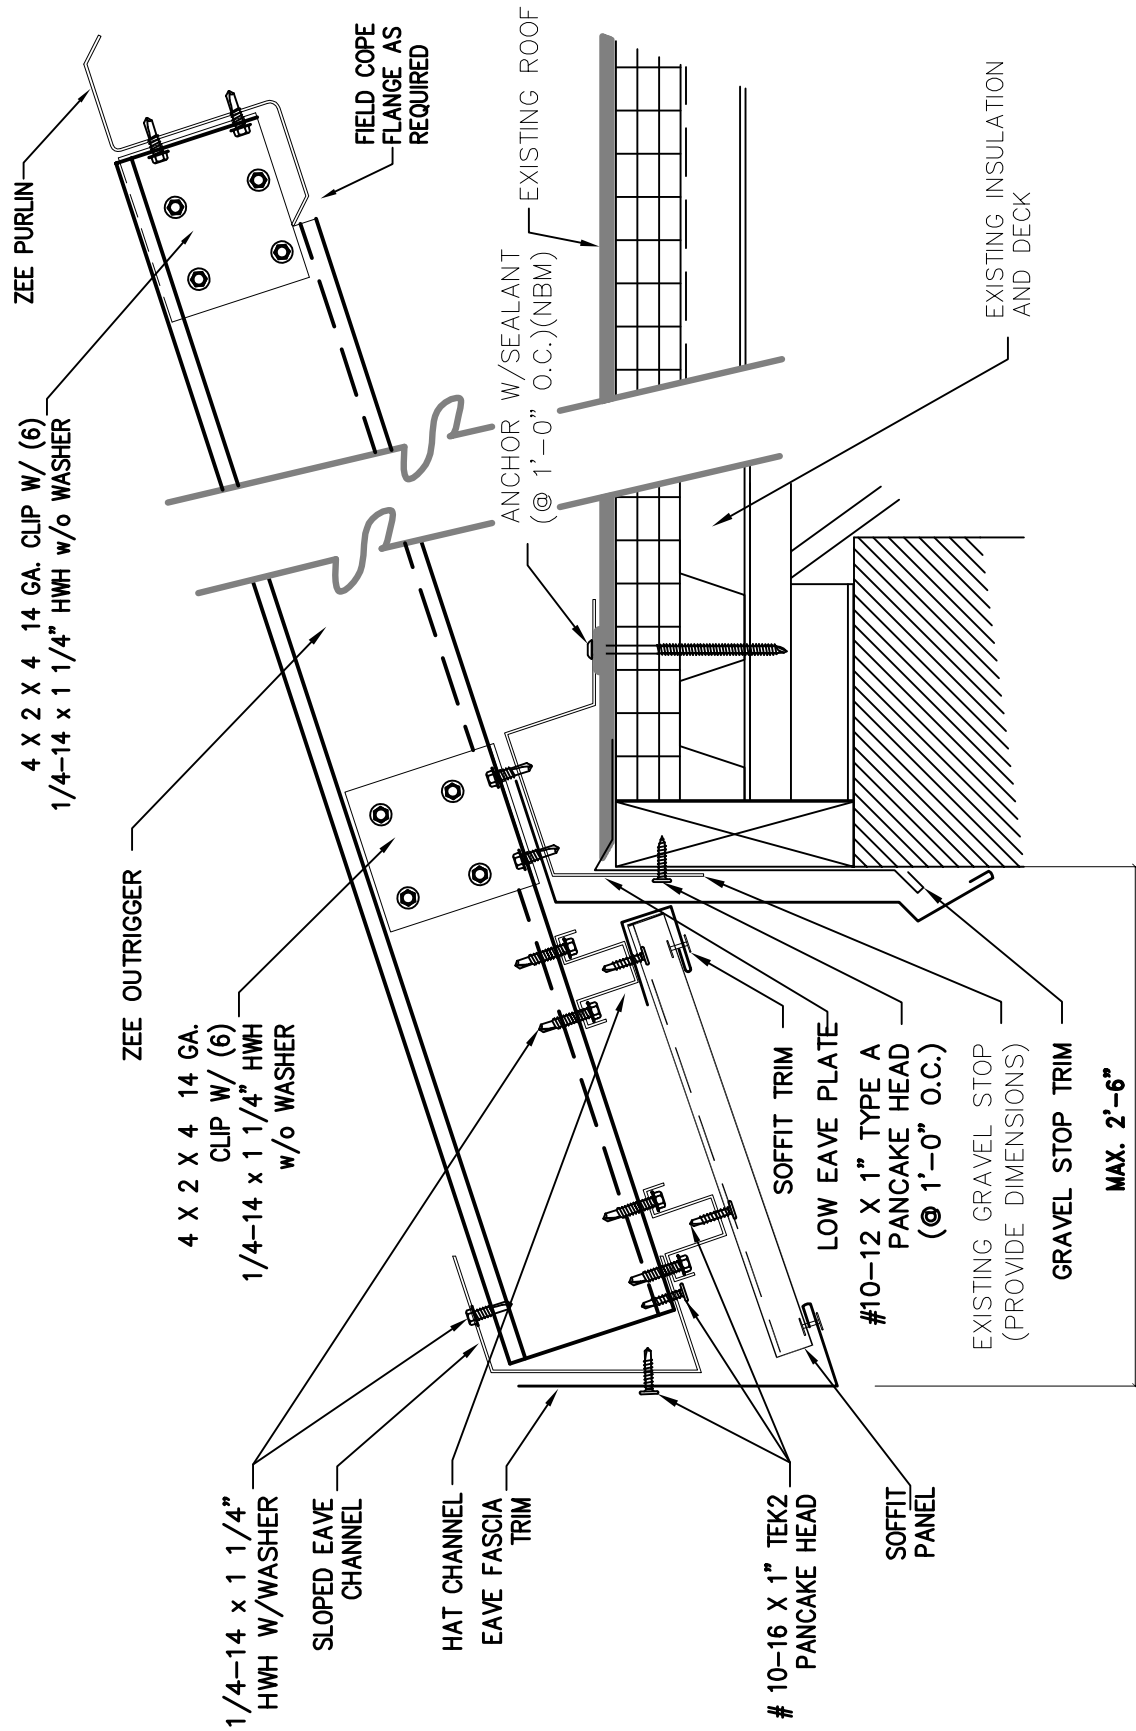 4 X 2 X 4  14 GA. CLIP W/ (6)
1/4–14 x 1 1/4" HWH w/o WASHER
ZEE PURLIN
FIELD COPE
FLANGE AS
REQUIRED
ZEE OUTRIGGER
4 X 2 X 4  14 GA.
CLIP W/ (6)
1/4–14 x 1 1/4" HWH
w/o WASHER
ANCHOR W/SEALANT
(@ 1'–0" O.C.)(NBM)
EXISTING ROOF
EXISTING INSULATION
AND DECK
1/4–14 x 1 1/4"
HWH W/WASHER
SLOPED EAVE
CHANNEL
HAT CHANNEL
EAVE FASCIA
TRIM
# 10–16 X 1" TEK2
PANCAKE HEAD
SOFFIT
PANEL
SOFFIT TRIM
LOW EAVE PLATE
#10–12 X 1" TYPE A
PANCAKE HEAD
(@ 1'–0" O.C.)
EXISTING GRAVEL STOP
(PROVIDE DIMENSIONS)
GRAVEL STOP TRIM
MAX. 2'–6"